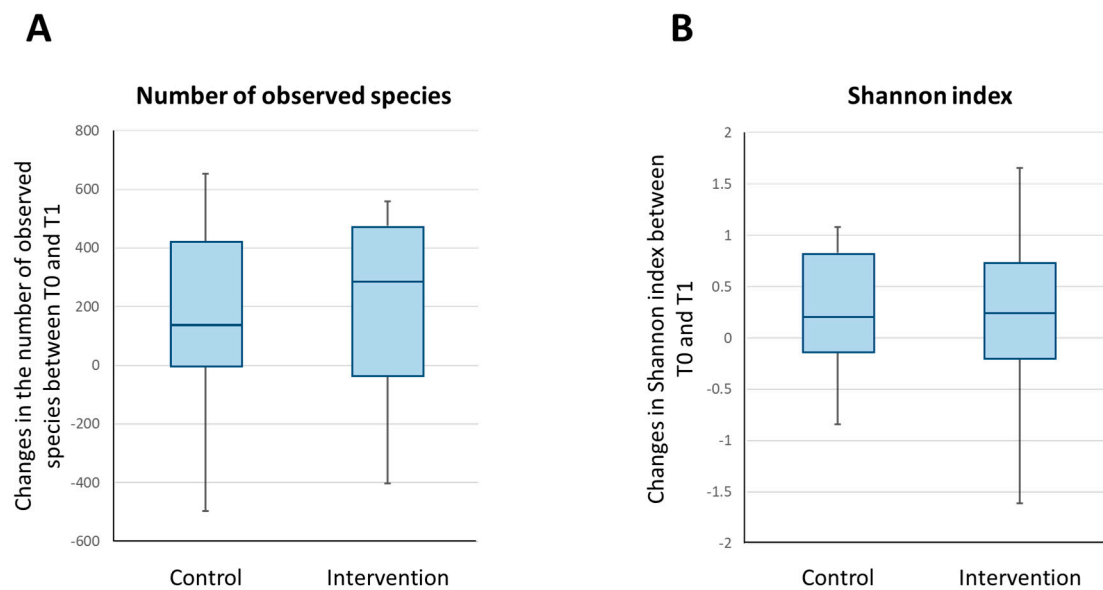 A
Number of observed species
Changes in the number of observed
species between T0 and T1
800
600
400
200
0
-200
-400
-600
Control
Intervention
B
Shannon index
Changes in Shannon index between
T0 and T1
2
1.5
1
0.5
0
-0.5
-1
-1.5
-2
Control
Intervention